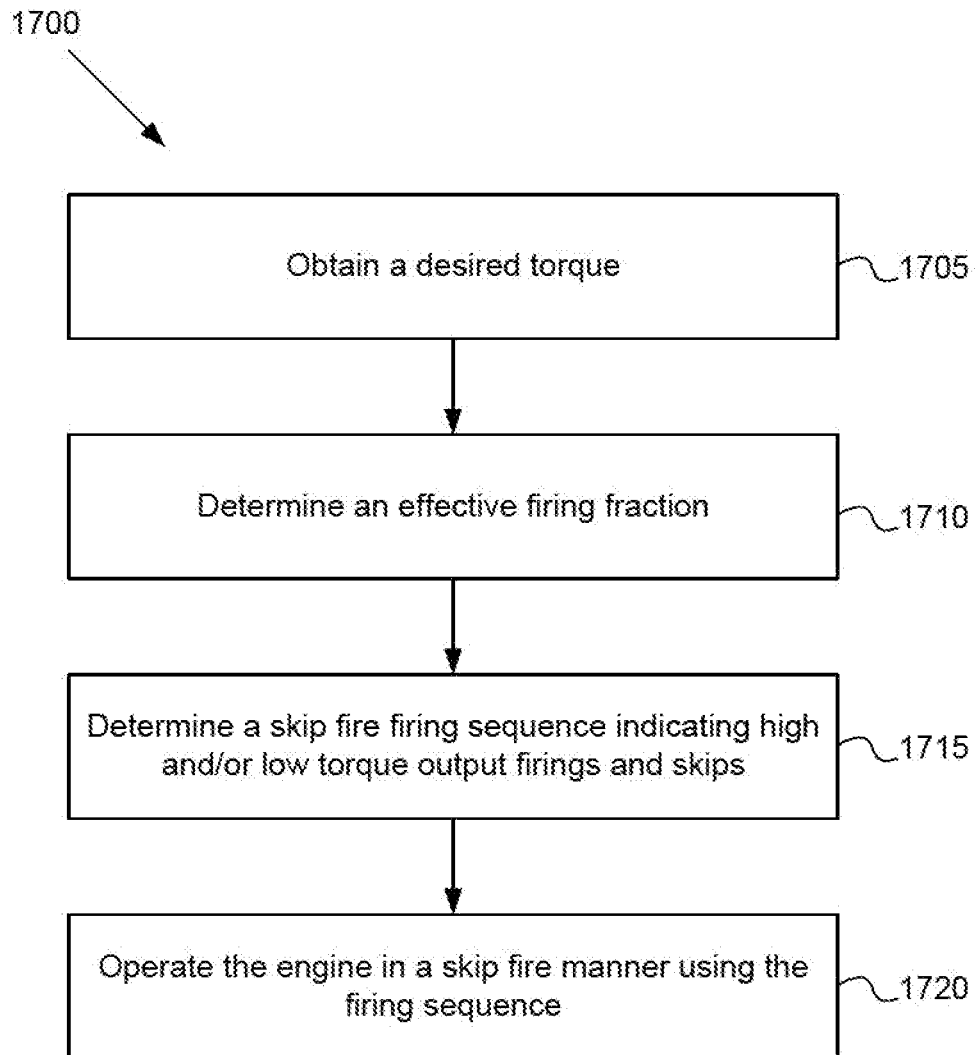 1700
Obtain a desired torque
1705
Determine an effective firing fraction
1710
Determine a skip fire firing sequence indicating high
and/or low torque output firings and skips
1715
Operate the engine in a skip fire manner using the
firing sequence
1720